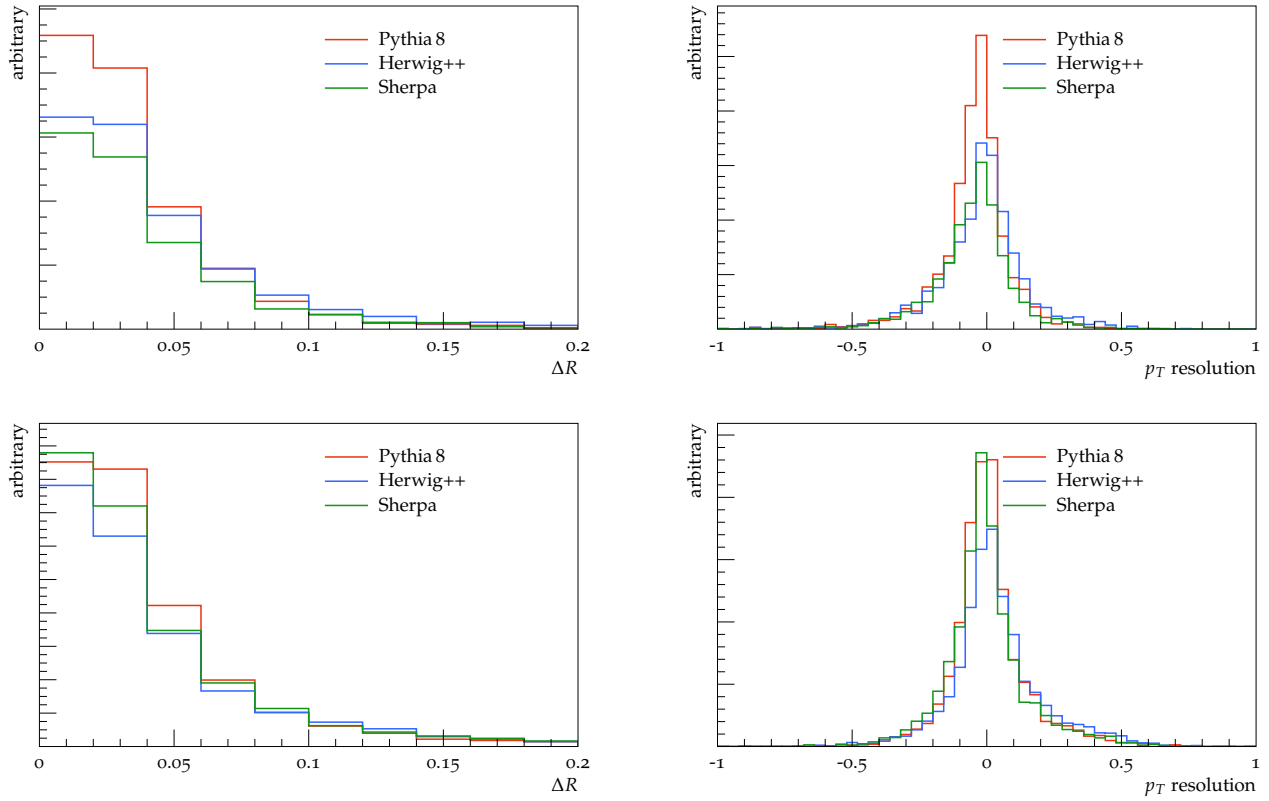 arbitrary
Pythia 8
Herwig++
Sherpa
0 0.05 0.1 0.15 0.2
ΔR
arbitrary
Pythia 8
Herwig++
Sherpa
-1 -0.5 0 0.5 1
pT resolution
arbitrary
Pythia 8
Herwig++
Sherpa
0 0.05 0.1 0.15 0.2
ΔR
arbitrary
Pythia 8
Herwig++
Sherpa
-1 -0.5 0 0.5 1
pT resolution